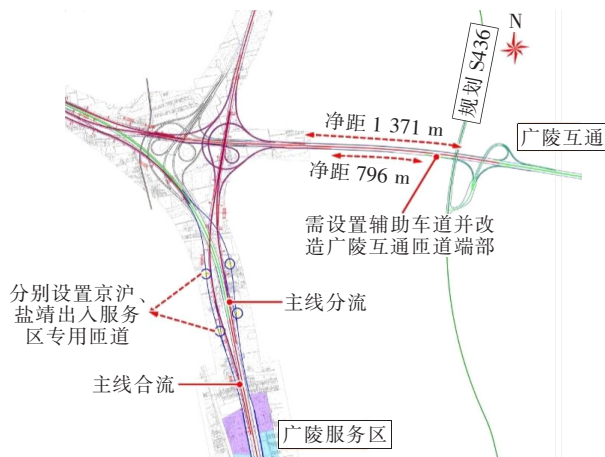 N
规划 S436
净距 1 371 m
广陵互通
净距 796 m
需设置辅助车道并改
造广陵互通匝道端部
分别设置京沪、
盐靖出入服务
区专用匝道
主线分流
主线合流
广陵服务区